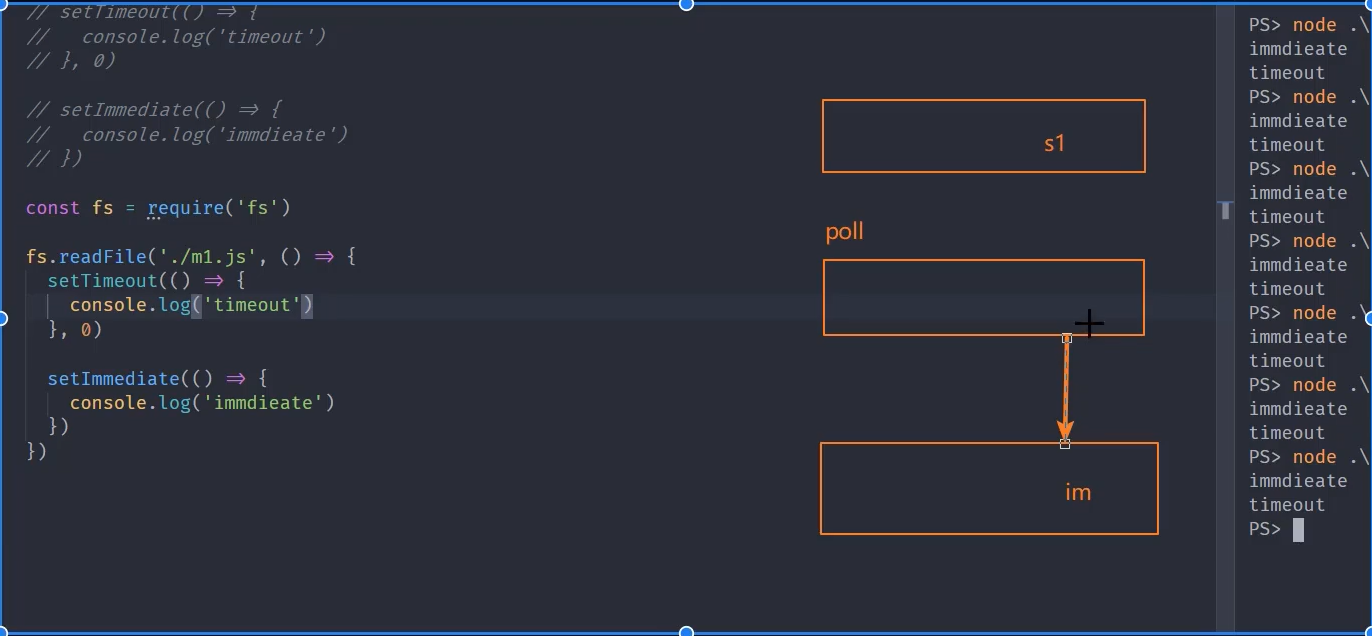 // setTimeout(() => {
//   console.log('timeout')
// }, 0)
// setImmediate(() => {
//   console.log('immdieate')
// })
const fs = require('fs')
fs.readFile('./m1.js', () => {
  setTimeout(() => {
    console.log('timeout')
  }, 0)
  setImmediate(() => {
    console.log('immdieate')
  })
})
s1
poll
im
PS> node .\
immdieate
timeout
PS> node .\
immdieate
timeout
PS> node .\
immdieate
timeout
PS> node .\
immdieate
timeout
PS> node .\
immdieate
timeout
PS> node .\
immdieate
timeout
PS> node .\
immdieate
timeout
PS>